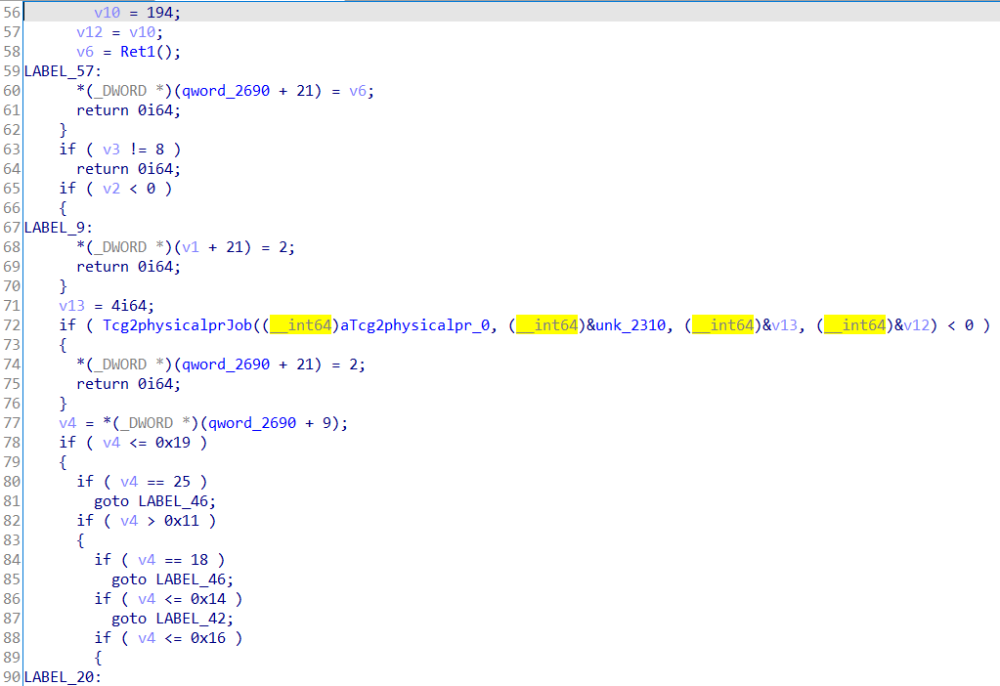 56 v10 = 194;
57 v12 = v10;
58 v6 = Ret1();
59 LABEL_57:
60 *(_DWORD *)(qword_2690 + 21) = v6;
61 return 0i64;
62 }
63 if ( v3 != 8 )
64 return 0i64;
65 if ( v2 < 0 )
66 {
67 LABEL_9:
68 *(_DWORD *)(v1 + 21) = 2;
69 return 0i64;
70 }
71 v13 = 4i64;
72 if ( Tcg2physicalprJob((__int64)aTcg2physicalpr_0, (__int64)&unk_2310, (__int64)&v13, (__int64)&v12) < 0 )
73 {
74 *(_DWORD *)(qword_2690 + 21) = 2;
75 return 0i64;
76 }
77 v4 = *(_DWORD *)(qword_2690 + 9);
78 if ( v4 <= 0x19 )
79 {
80 if ( v4 == 25 )
81 goto LABEL_46;
82 if ( v4 > 0x11 )
83 {
84 if ( v4 == 18 )
85 goto LABEL_46;
86 if ( v4 <= 0x14 )
87 goto LABEL_42;
88 if ( v4 <= 0x16 )
89 {
90 LABEL_20: